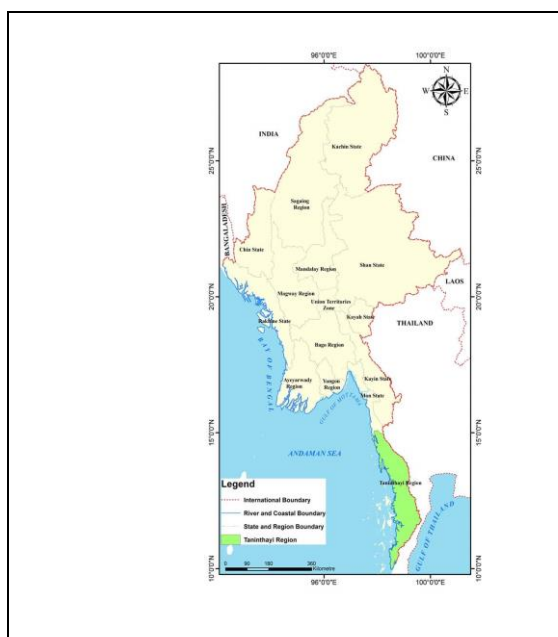 96°0'0"E
100°0'0"E
N
W
E
S
INDIA
Kachin State
CHINA
25°0'0"N
25°0'0"N
Sagaing
Region
BANGALADESH
Chin State
Shan State
Mandalay Region
LAOS
20°0'0"N
20°0'0"N
Magway Region
Union Territories
Zone
Kayah State
THAILAND
Rakhine State
BAY OF BENGAL
Bago Region
Ayeyarwady
Region
Yangon
Region
Kayin State
Mon State
GULF OF MOTTAMA
15°0'0"N
15°0'0"N
ANDAMAN SEA
Taninthayi Region
Legend
International Boundary
River and Coastal Boundary
State and Region Boundary
Taninthayi Region
GULF OF THAILAND
0 90 180 360
Kilometre
10°0'0"N
10°0'0"N
96°0'0"E
100°0'0"E